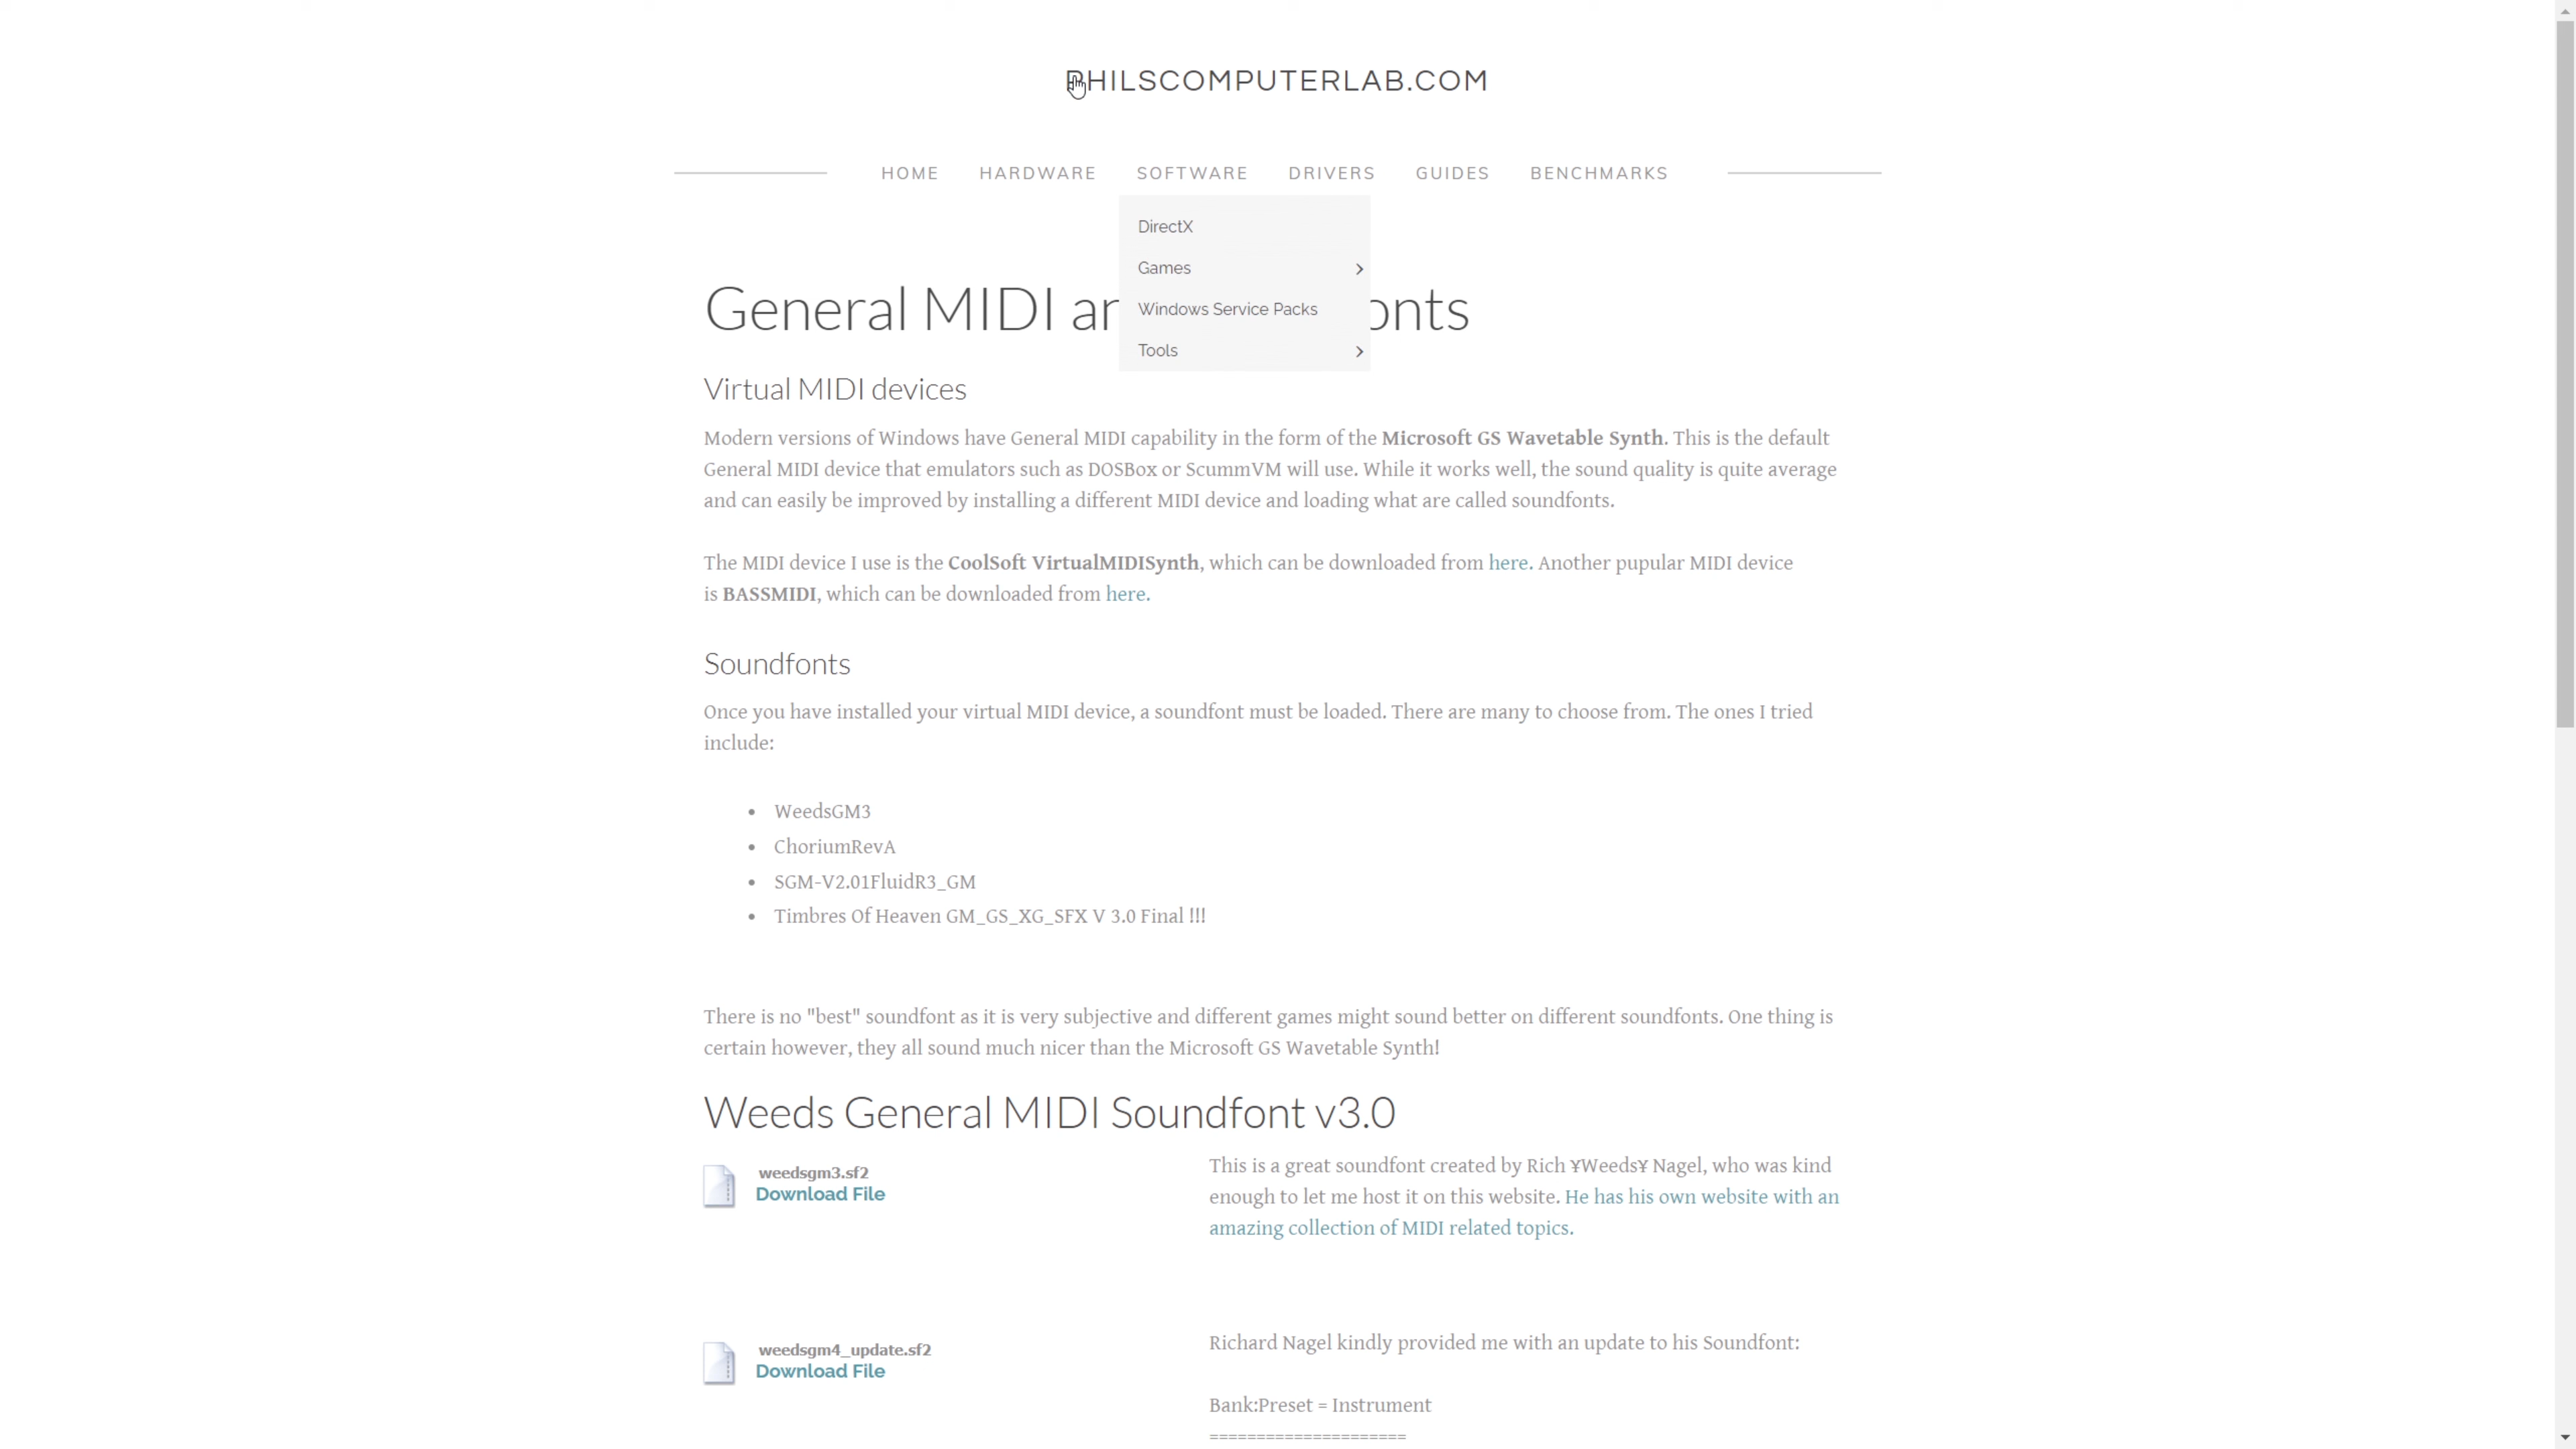 PHILSCOMPUTERLAB.COM
HOME HARDWARE SOFTWARE DRIVERS GUIDES BENCHMARKS
DirectX
Games
Windows Service Packs
Tools
General MIDI an onts
Virtual MIDI devices
Modern versions of Windows have General MIDI capability in the form of the Microsoft GS Wavetable Synth. This is the default
General MIDI device that emulators such as DOSBox or ScummVM will use. While it works well, the sound quality is quite average
and can easily be improved by installing a different MIDI device and loading what are called soundfonts.
The MIDI device I use is the CoolSoft VirtualMIDISynth, which can be downloaded from here. Another pupular MIDI device
is BASSMIDI, which can be downloaded from here.
Soundfonts
Once you have installed your virtual MIDI device, a soundfont must be loaded. There are many to choose from. The ones I tried
include:
• WeedsGM3
• ChoriumRevA
• SGM-V2.01FluidR3_GM
• Timbres Of Heaven GM_GS_XG_SFX V 3.0 Final !!!
There is no "best" soundfont as it is very subjective and different games might sound better on different soundfonts. One thing is
certain however, they all sound much nicer than the Microsoft GS Wavetable Synth!
Weeds General MIDI Soundfont v3.0
weedsgm3.sf2
Download File
This is a great soundfont created by Rich ¥Weeds¥ Nagel, who was kind
enough to let me host it on this website. He has his own website with an
amazing collection of MIDI related topics.
weedsgm4_update.sf2
Download File
Richard Nagel kindly provided me with an update to his Soundfont:
Bank:Preset = Instrument
=====================